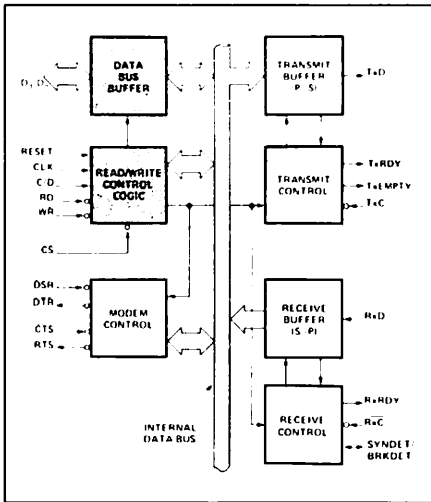 DATA
BUS
BUFFER
TRANSMIT
BUFFER
(P S)
TxD
RESET
CLK
C/D
RD
WR
CS
READ/WRITE
CONTROL
LOGIC
TRANSMIT
CONTROL
TxRDY
TxEMPTY
TxC
DSR
DTR
CTS
RTS
MODEM
CONTROL
RECEIVE
BUFFER
(S P)
RxD
INTERNAL
DATA BUS
RECEIVE
CONTROL
RxRDY
RxC
SYNDET/
BRKDET